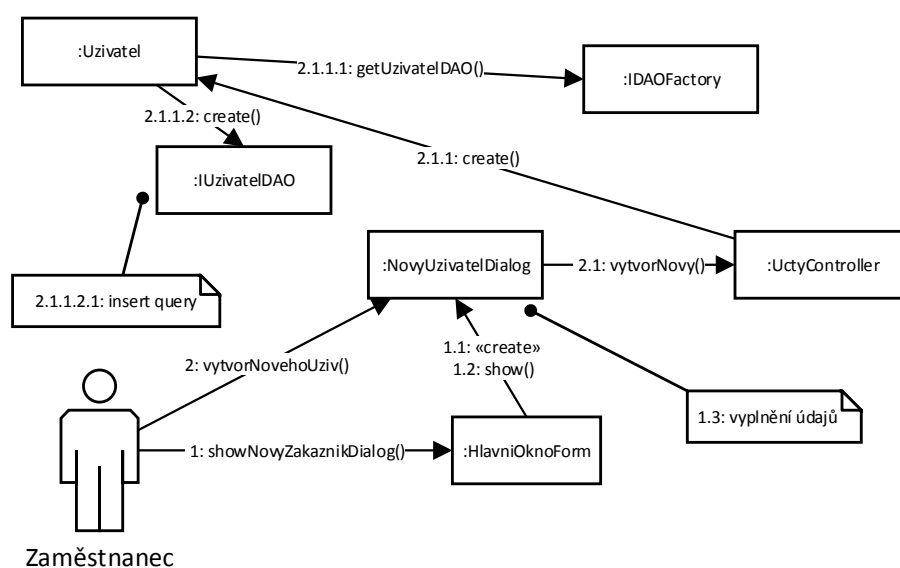 :Uzivatel
2.1.1.1: getUzivatelDAO()
:IDAOFactory
2.1.1.2: create()
2.1.1: create()
:IUzivatelDAO
:NovyUzivatelDialog
2.1: vytvorNovy()
:UctyController
2.1.1.2.1: insert query
1.1: «create»
1.2: show()
2: vytvorNovehoUziv()
1.3: vyplnění údajů
1: showNovyZakaznikDialog()
:HlavniOknoForm
Zaměstnanec